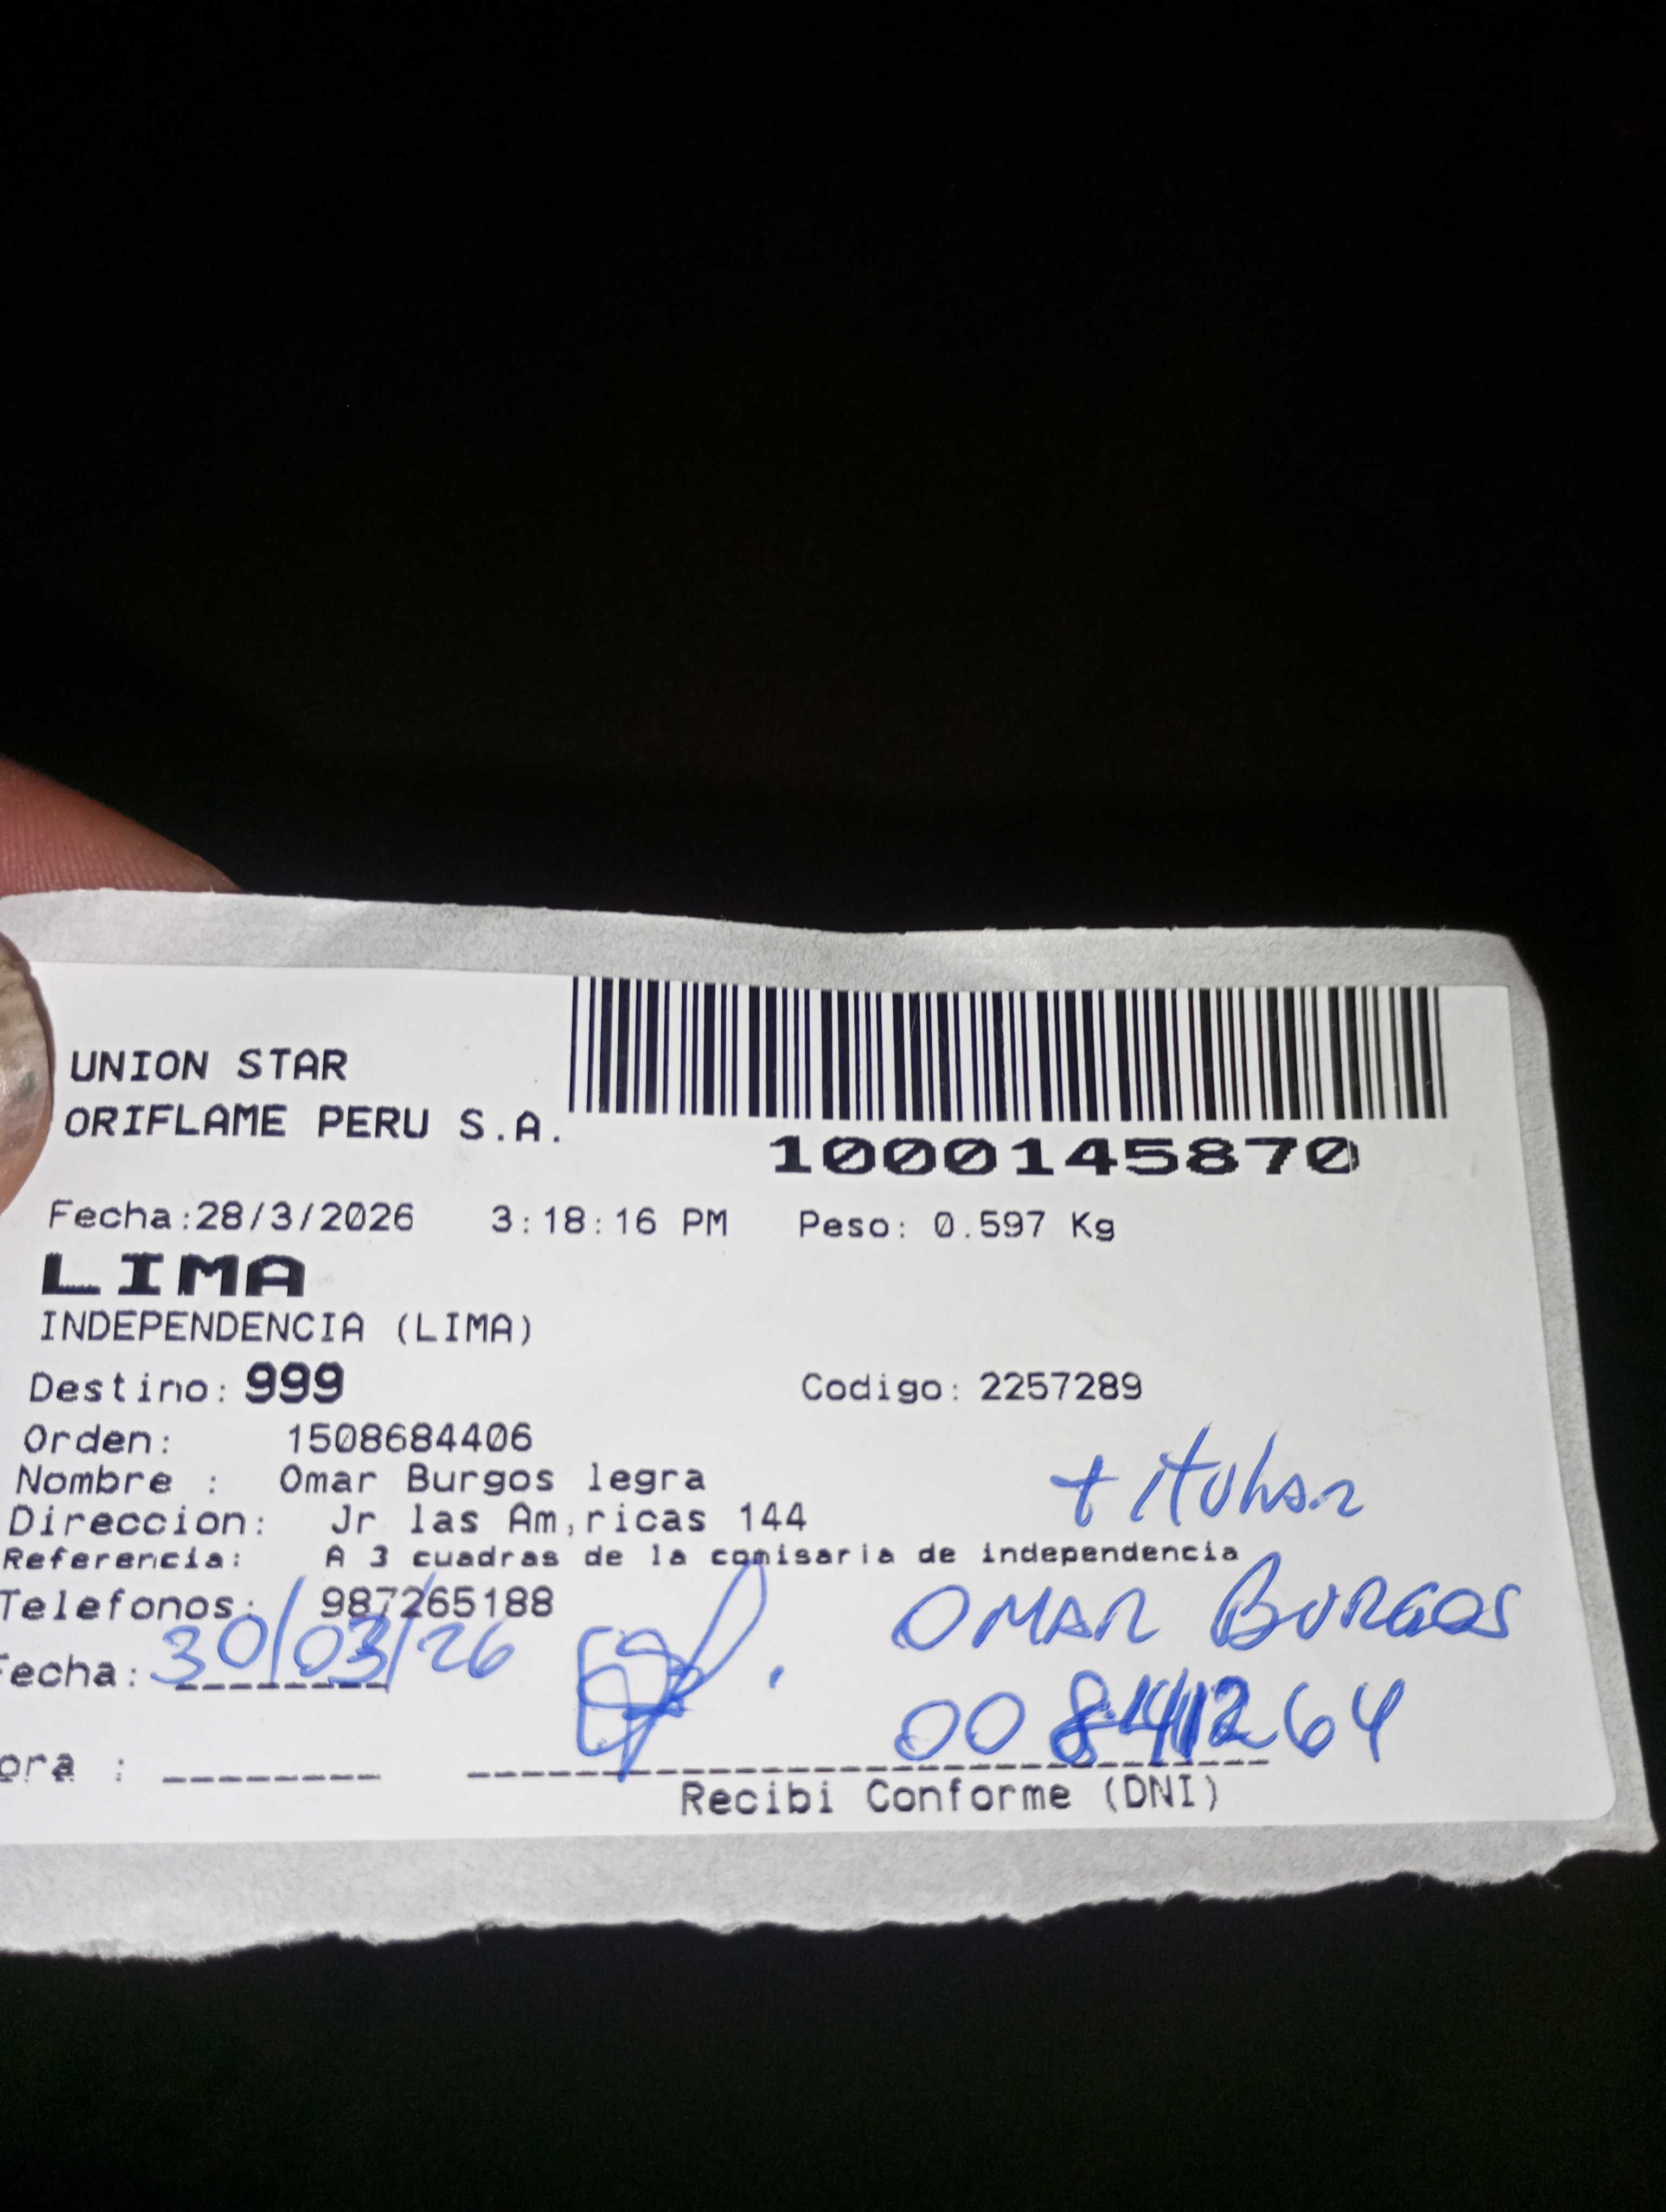 UNION STAR
ORIFLAME PERU S.A.
1000145870
Fecha:28/3/2026 3:18:16 PM Peso: 0.597 Kg
LIMA
INDEPENDENCIA (LIMA)
Destino: 999 Codigo: 2257289
Orden: 1508684406
Nombre : Omar Burgos legra
Direccion: Jr las Am,ricas 144
+ titular
Referencia: A 3 cuadras de la comisaria de independencia
Telefonos: 987265188
OMAR BURGOS
Fecha: 30/03/26
ora :
Recibi Conforme (DNI)